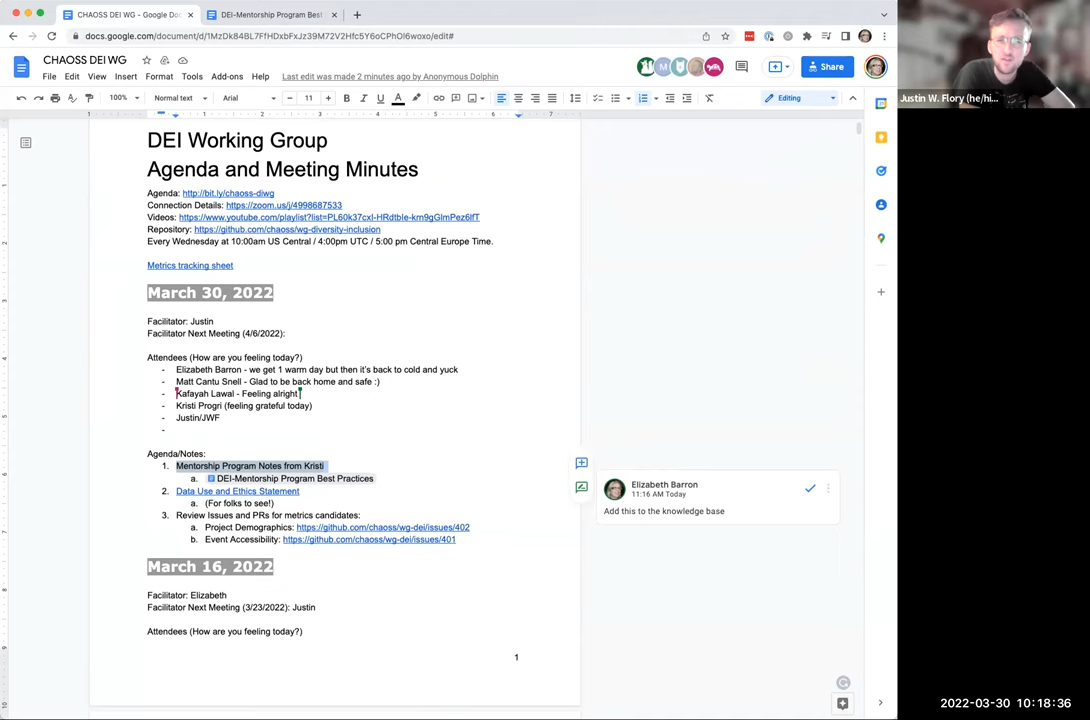 CHAOSS DEI WG - Google Doc
DEI-Mentorship Program Best
docs.google.com/document/d/1MzDk84BL7FfHDxbFxJz39M72V2Hfc5Y6oCPhOl6woxo/edit#
CHAOSS DEI WG
File Edit View Insert Format Tools Add-ons Help Last edit was made 2 minutes ago by Anonymous Dolphin
Share
100% Normal text Arial 11 Editing
DEI Working Group
Agenda and Meeting Minutes
Agenda: http://bit.ly/chaoss-diwg
Connection Details: https://zoom.us/j/4998687533
Videos: https://www.youtube.com/playlist?list=PL60k37cxI-HRdtbIe-krn9gGlmPez6IfT
Repository: https://github.com/chaoss/wg-diversity-inclusion
Every Wednesday at 10:00am US Central / 4:00pm UTC / 5:00 pm Central Europe Time.
Metrics tracking sheet
March 30, 2022
Facilitator: Justin
Facilitator Next Meeting (4/6/2022):
Attendees (How are you feeling today?)
- Elizabeth Barron - we get 1 warm day but then it's back to cold and yuck
- Matt Cantu Snell - Glad to be back home and safe :)
- Kafayah Lawal - Feeling alright
- Kristi Progri (feeling grateful today)
- Justin/JWF
-
Agenda/Notes:
1. Mentorship Program Notes from Kristi
a. DEI-Mentorship Program Best Practices
2. Data Use and Ethics Statement
a. (For folks to see!)
3. Review Issues and PRs for metrics candidates:
a. Project Demographics: https://github.com/chaoss/wg-dei/issues/402
b. Event Accessibility: https://github.com/chaoss/wg-dei/issues/401
Elizabeth Barron
11:16 AM Today
Add this to the knowledge base
March 16, 2022
Facilitator: Elizabeth
Facilitator Next Meeting (3/23/2022): Justin
Attendees (How are you feeling today?)
1
Justin W. Flory (he/hi...
2022-03-30 10:18:36